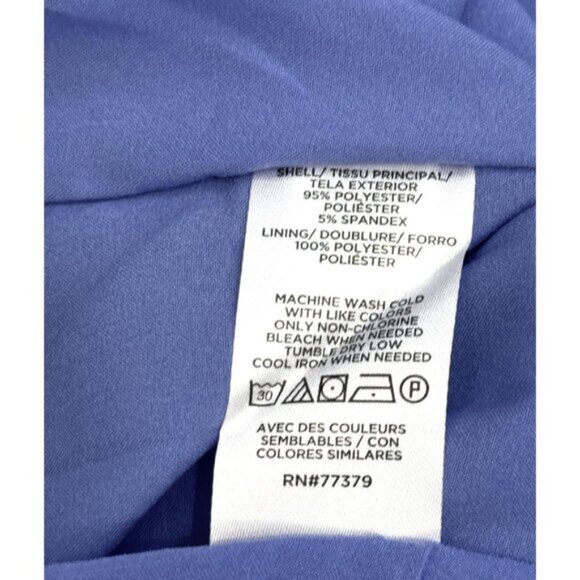 SHELL/ TISSU PRINCIPAL/
TELA EXTERIOR
95% POLYESTER/
POLIÉSTER
5% SPANDEX
LINING/ DOUBLURE/ FORRO
100% POLYESTER/
POLIÉSTER
MACHINE WASH COLD
WITH LIKE COLORS
ONLY NON-CHLORINE
BLEACH WHEN NEEDED
TUMBLE DRY LOW
COOL IRON WHEN NEEDED
30 P
AVEC DES COULEURS
SEMBLABLES / CON
COLORES SIMILARES
RN#77379